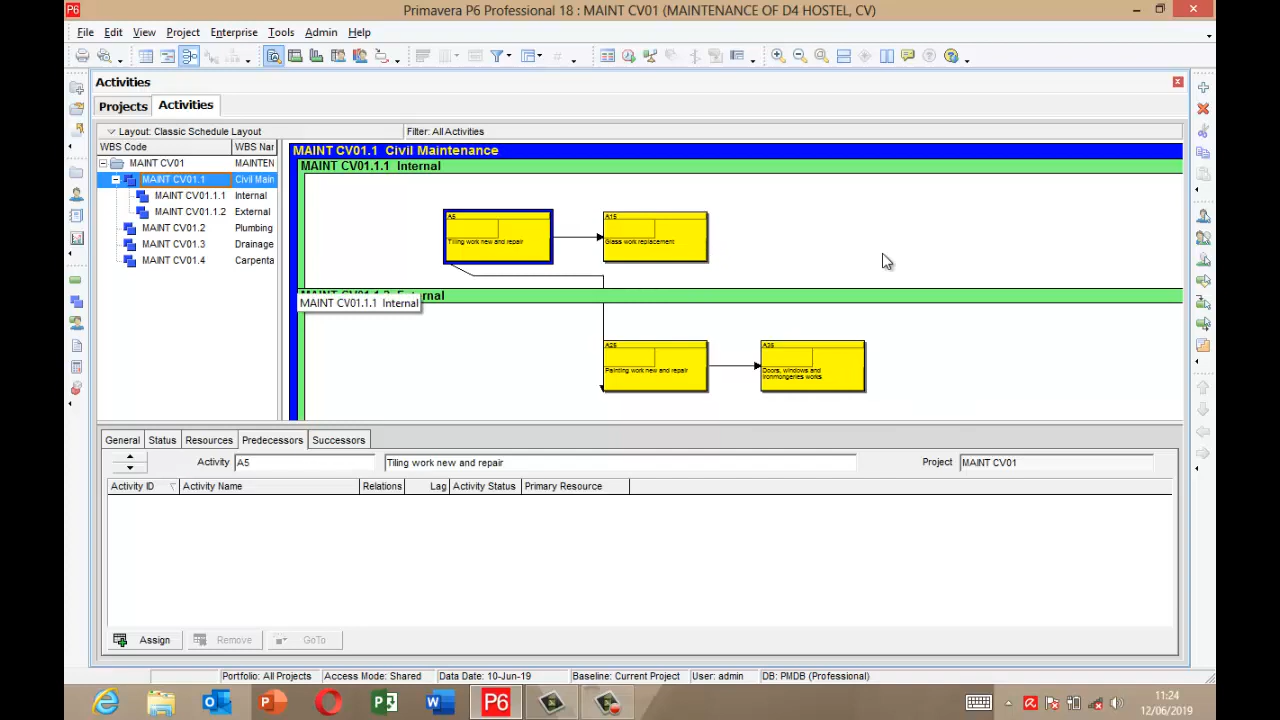 Primavera P6 Professional 18 : MAINT CV01 (MAINTENANCE OF D4 HOSTEL, CV)
File Edit View Project Enterprise Tools Admin Help
Activities
Projects Activities
Layout: Classic Schedule Layout
Filter: All Activities
WBS Code WBS Nar
MAINT CV01 MAINTEN
MAINT CV01.1 Civil Main
MAINT CV01.1.1 Internal
MAINT CV01.1.2 External
MAINT CV01.2 Plumbing
MAINT CV01.3 Drainage
MAINT CV01.4 Carpenta
MAINT CV01.1 Civil Maintenance
MAINT CV01.1.1 Internal
A5
Tiling work new and repair
A15
Glass work replacement
MAINT CV01.1.1 Internal
A25
Painting work new and repair
Doors, windows and
ironmongeries works
General Status Resources Predecessors Successors
Activity A5 Tiling work new and repair Project MAINT CV01
Activity ID Activity Name Relations Lag Activity Status Primary Resource
Assign Remove GoTo
Portfolio: All Projects Access Mode: Shared Data Date: 10-Jun-19 Baseline: Current Project User: admin DB: PMDB (Professional)
11:24
12/06/2019